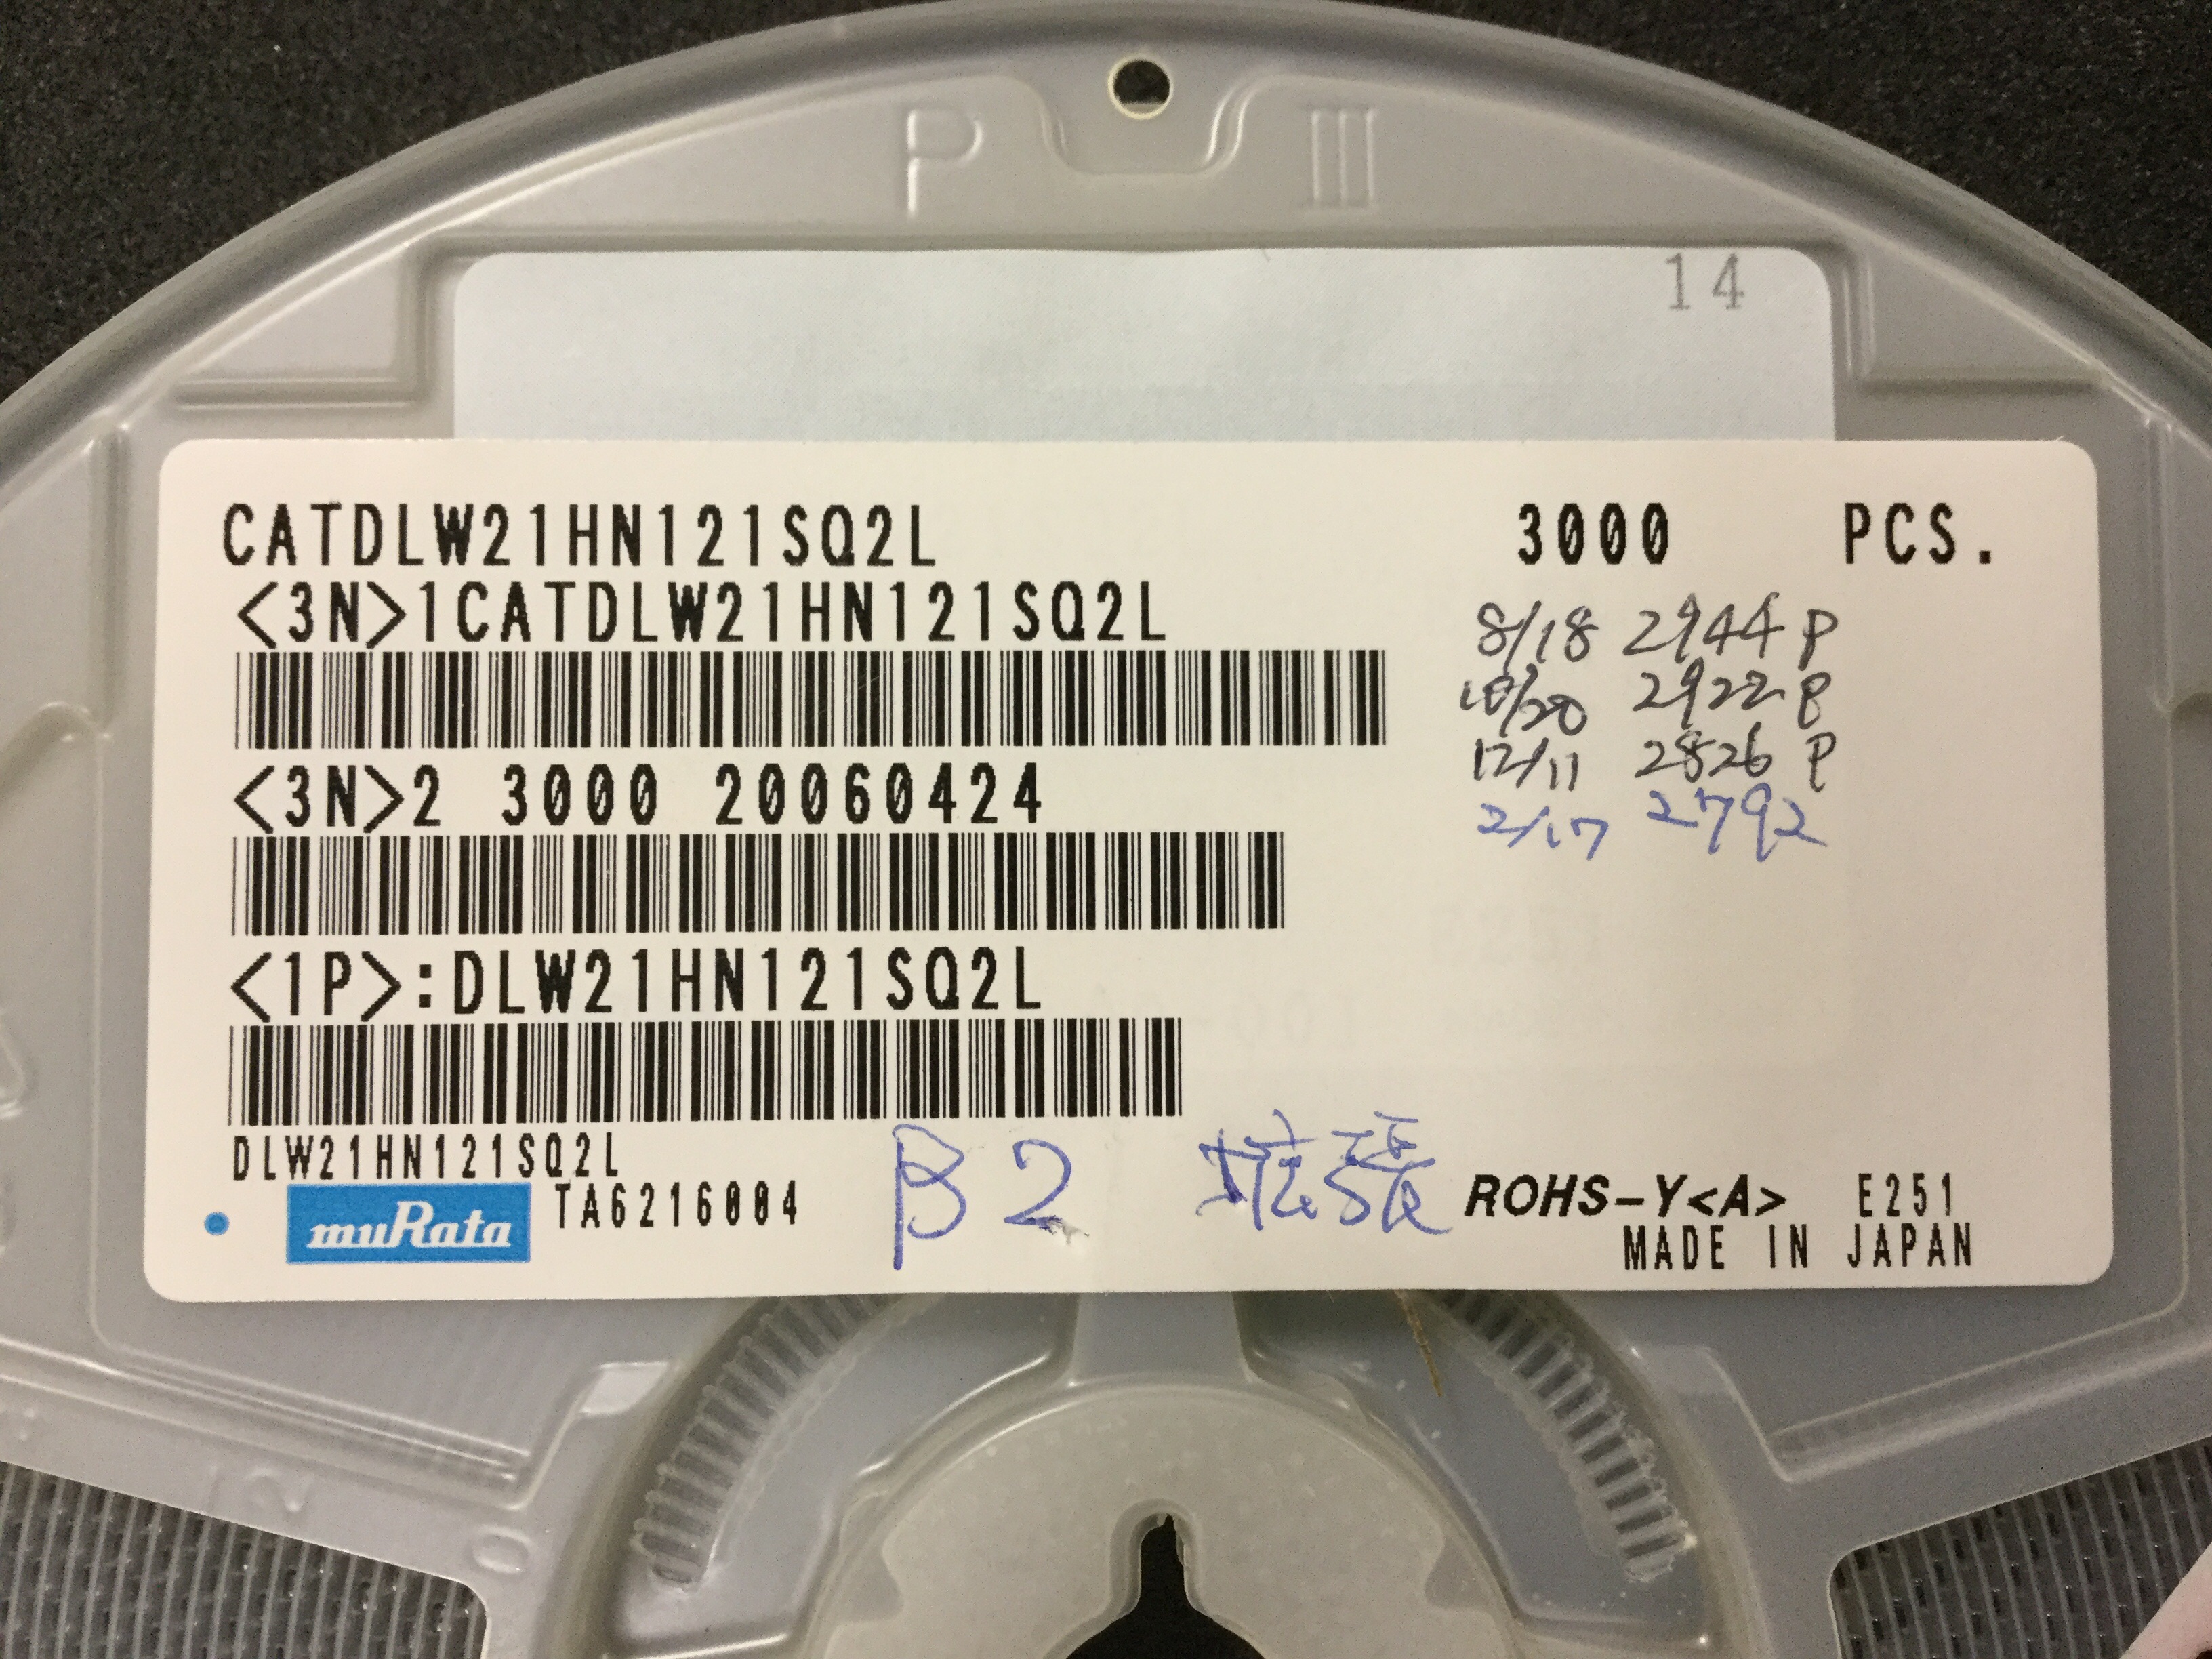 P III
14
CATDLW21HN121SQ2L 3000 PCS.
<3N>1CATDLW21HN121SQ2L
8/18 2944 P
10/20 2922 P
12/11 2826 P
2/17 2792
<3N>2 3000 20060424
<1P>:DLW21HN121SQ2L
DLW21HN121SQ2L
B2
muRata TA6216004
ROHS-Y<A> E251
MADE IN JAPAN